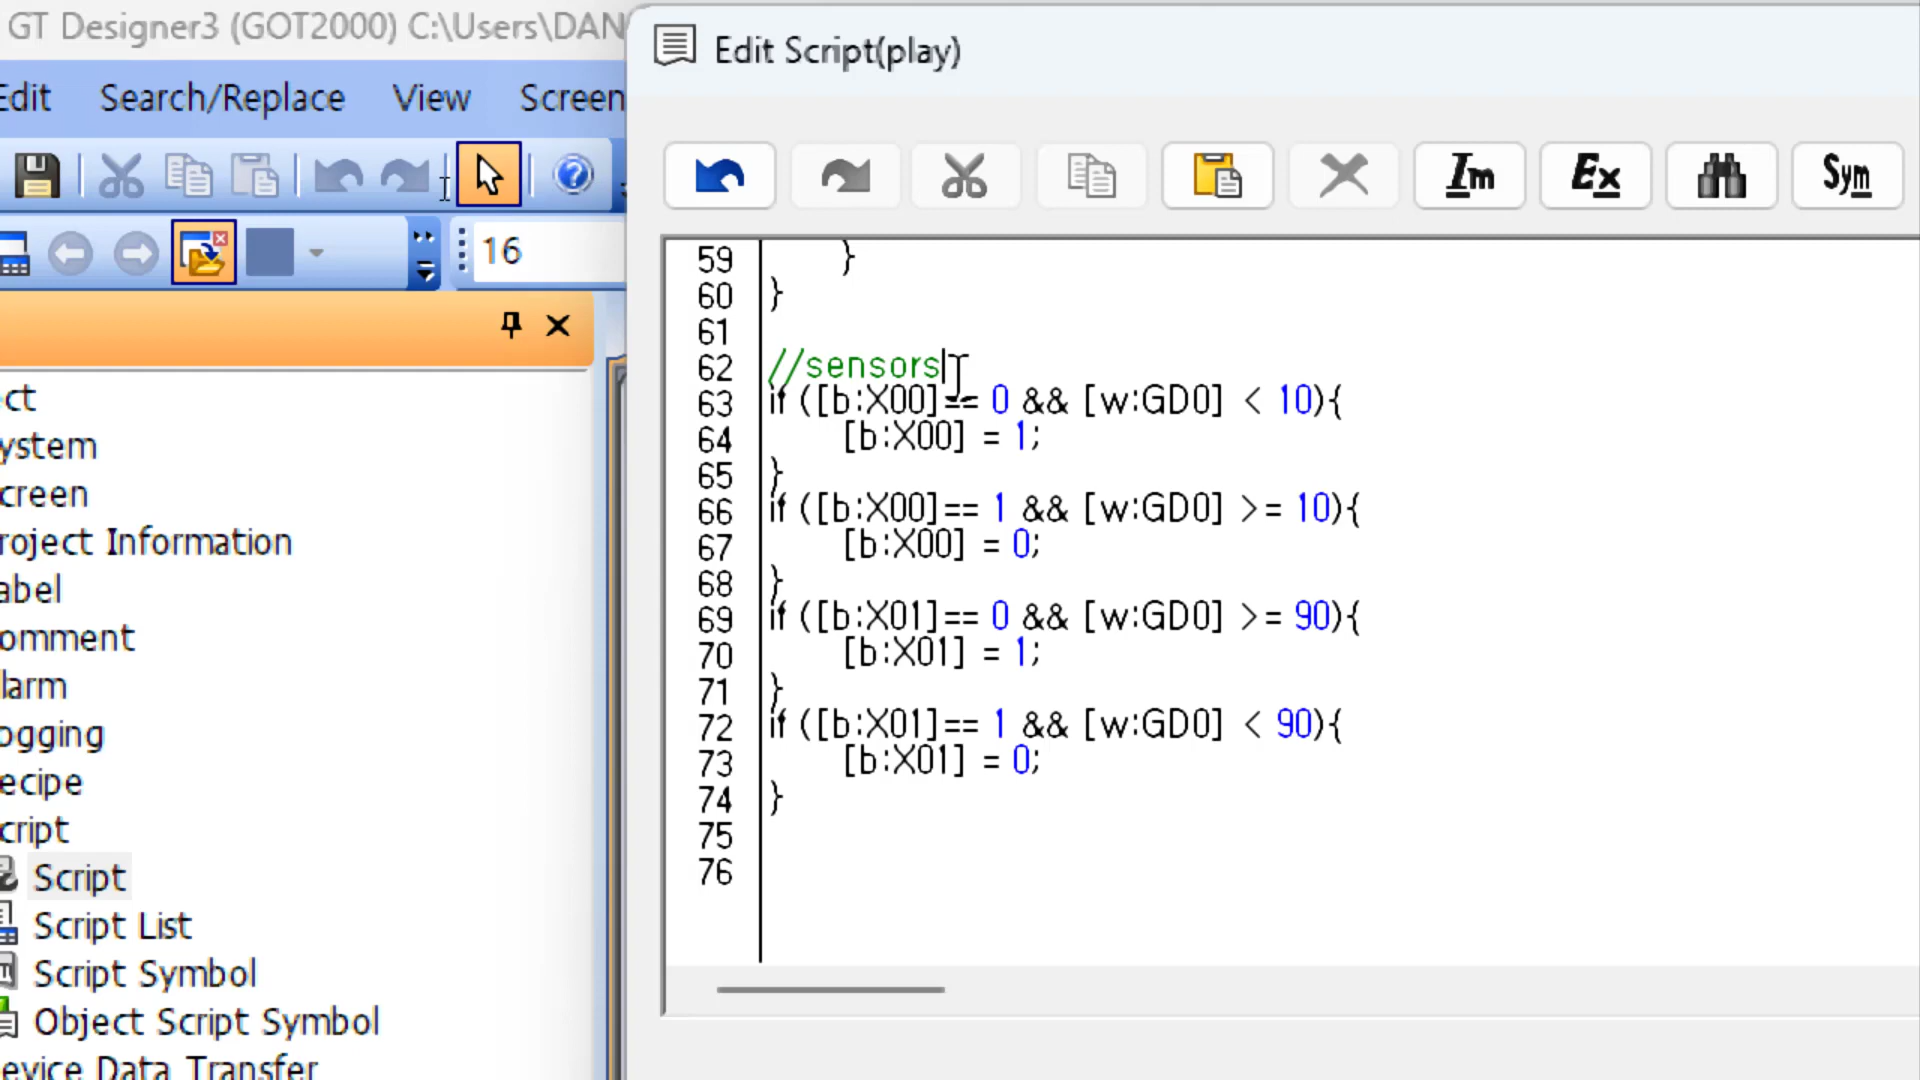 GT Designer3 (GOT2000) C:\Users\DAN
Edit Search/Replace View Screen
16
ect
ystem
creen
roject Information
abel
omment
larm
ogging
ecipe
cript
Script
Script List
Script Symbol
Object Script Symbol
evice Data Transfer
Edit Script(play)
Im Ex Sym
59 }
60 }
61
62 //sensors
63 if ([b:X00]== 0 && [w:GD0] < 10){
64 [b:X00] = 1;
65 }
66 if ([b:X00]== 1 && [w:GD0] >= 10){
67 [b:X00] = 0;
68 }
69 if ([b:X01]== 0 && [w:GD0] >= 90){
70 [b:X01] = 1;
71 }
72 if ([b:X01]== 1 && [w:GD0] < 90){
73 [b:X01] = 0;
74 }
75
76